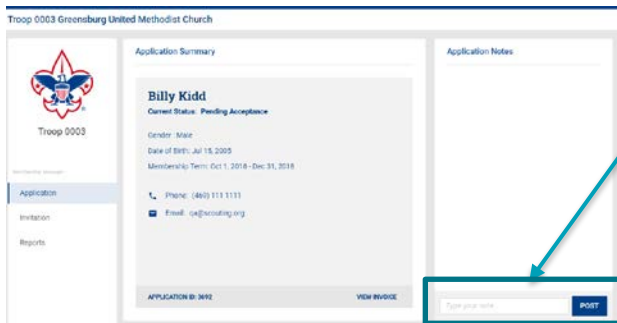 Troop 0003 Greensburg United Methodist Church
Application Summary
Billy Kidd
Current Status: Pending Acceptance
Gender: Male
Date of Birth: Jul 15, 2005
Membership Term: Oct 1, 2018 - Dec 31, 2018
Phone: (469) 111 1111
Email: qa@scouting.org
APPLICATION ID: 3692
VIEW INVOICE
Application Notes
Type your note
POST
Troop 0003
Application
Invitation
Reports